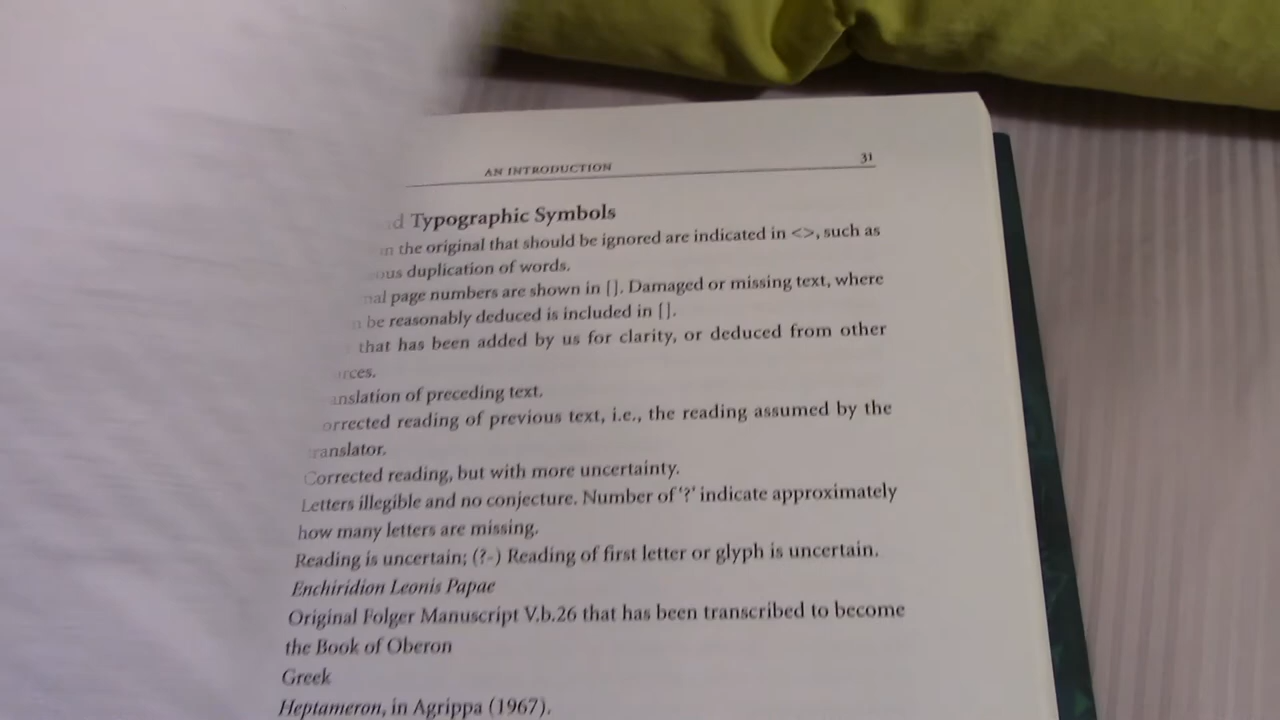 AN INTRODUCTION 31
Typographic Symbols
the original that should be ignored are indicated in <>, such as
duplication of words.
page numbers are shown in []. Damaged or missing text, where
be reasonably deduced is included in [].
that has been added by us for clarity, or deduced from other
of preceding text.
reading of previous text, i.e., the reading assumed by the
Corrected reading, but with more uncertainty.
Letters illegible and no conjecture. Number of '?' indicate approximately
how many letters are missing.
Reading is uncertain; (?-) Reading of first letter or glyph is uncertain.
Enchiridion Leonis Papae
Original Folger Manuscript V.b.26 that has been transcribed to become
the Book of Oberon
Greek
Heptameron, in Agrippa (1967).